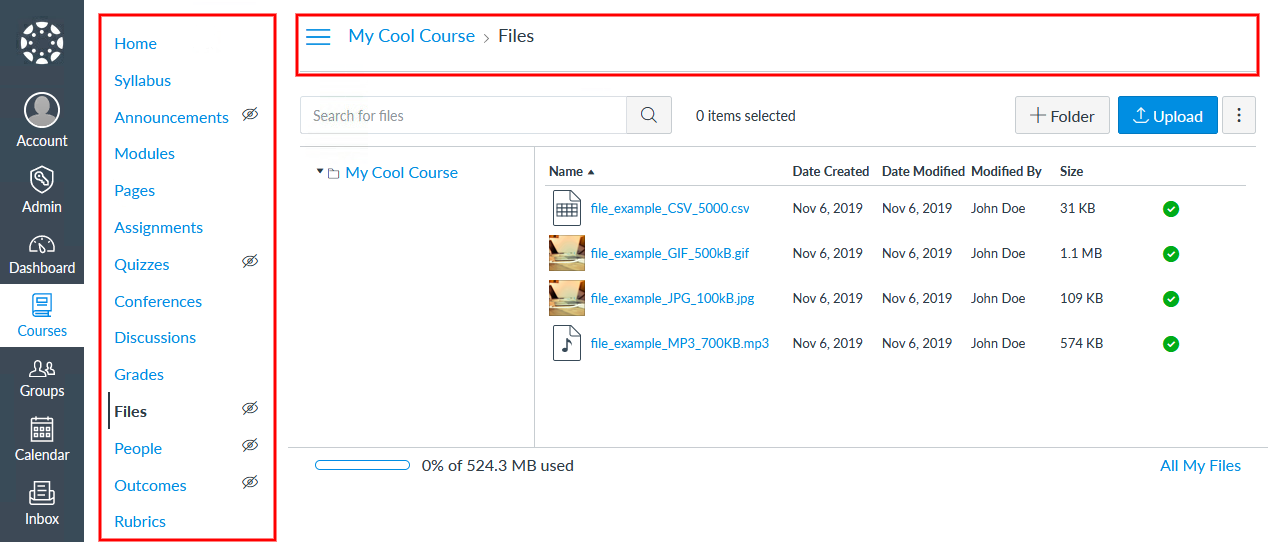 Account
Admin
Dashboard
Courses
Groups
Calendar
Inbox
Home
Syllabus
Announcements
Modules
Pages
Assignments
Quizzes
Conferences
Discussions
Grades
Files
People
Outcomes
Rubrics
My Cool Course > Files
Search for files 0 items selected + Folder Upload
My Cool Course
Name Date Created Date Modified Modified By Size
file_example_CSV_5000.csv Nov 6, 2019 Nov 6, 2019 John Doe 31 KB
file_example_GIF_500kB.gif Nov 6, 2019 Nov 6, 2019 John Doe 1.1 MB
file_example_JPG_100kB.jpg Nov 6, 2019 Nov 6, 2019 John Doe 109 KB
file_example_MP3_700KB.mp3 Nov 6, 2019 Nov 6, 2019 John Doe 574 KB
0% of 524.3 MB used All My Files